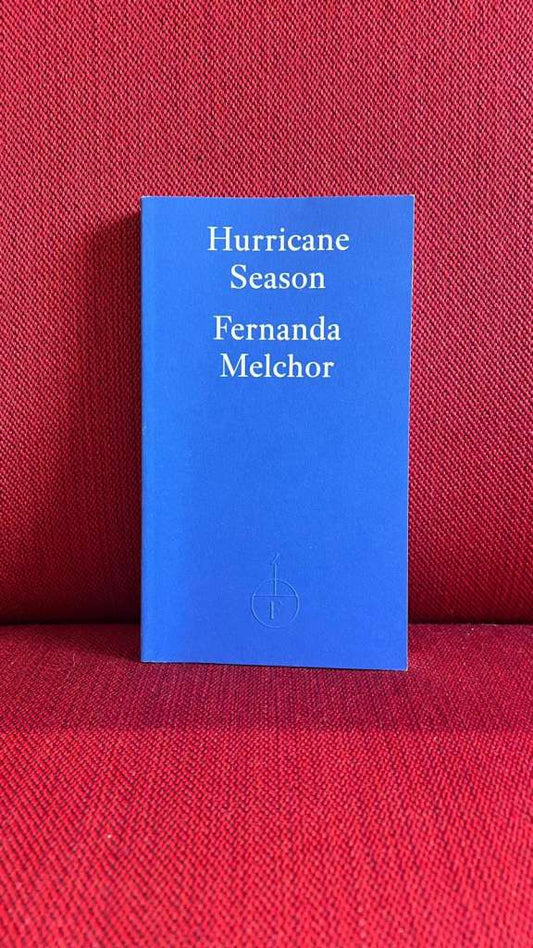 Hurricane
Season
Fernanda
Melchor
F